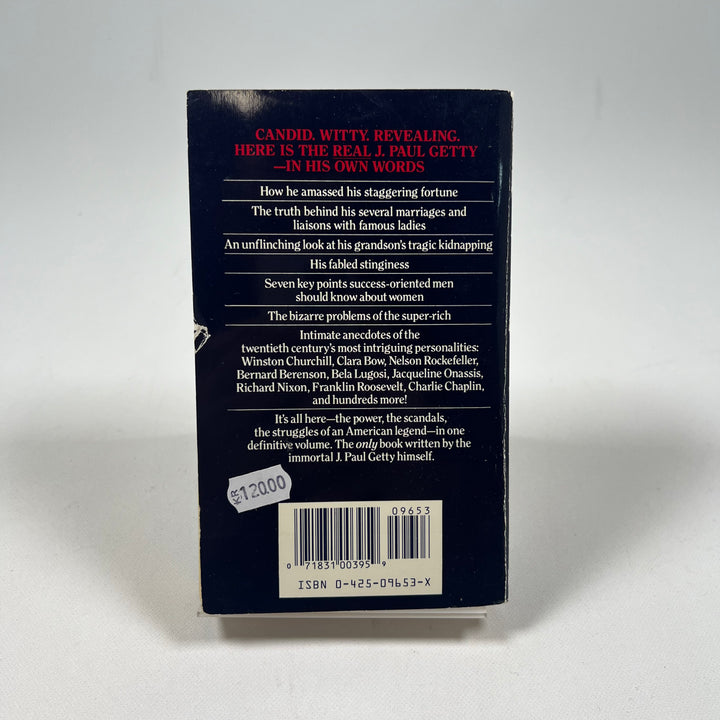 CANDID. WITTY. REVEALING.
HERE IS THE REAL J. PAUL GETTY
—IN HIS OWN WORDS
How he amassed his staggering fortune
The truth behind his several marriages and
liaisons with famous ladies
An unflinching look at his grandson's tragic kidnapping
His fabled stinginess
Seven key points success-oriented men
should know about women
The bizarre problems of the super-rich
Intimate anecdotes of the
twentieth century's most intriguing personalities:
Winston Churchill, Clara Bow, Nelson Rockefeller,
Bernard Berenson, Bela Lugosi, Jacqueline Onassis,
Richard Nixon, Franklin Roosevelt, Charlie Chaplin,
and hundreds more!
It's all here—the power, the scandals,
the struggles of an American legend—in one
definitive volume. The only book written by the
immortal J. Paul Getty himself.
KR 120.00
09653
0 71831 00395 9
ISBN 0-425-09653-X